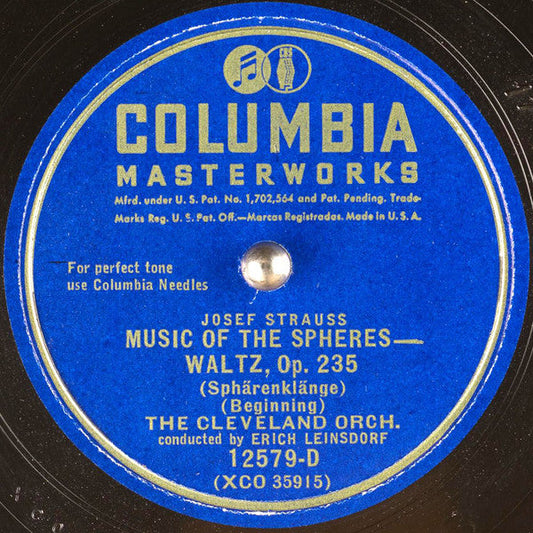 CBS
COLUMBIA
MASTERWORKS
Mfrd. under U. S. Pat. No. 1,702,564 and Pat. Pending. Trade-
Marks Reg. U. S. Pat. Off.—Marcas Registradas. Made in U. S. A.
For perfect tone
use Columbia Needles
JOSEF STRAUSS
MUSIC OF THE SPHERES—
WALTZ, Op. 235
(Sphärenklänge)
(Beginning)
THE CLEVELAND ORCH.
conducted by ERICH LEINSDORF
12579-D
(XCO 35915)